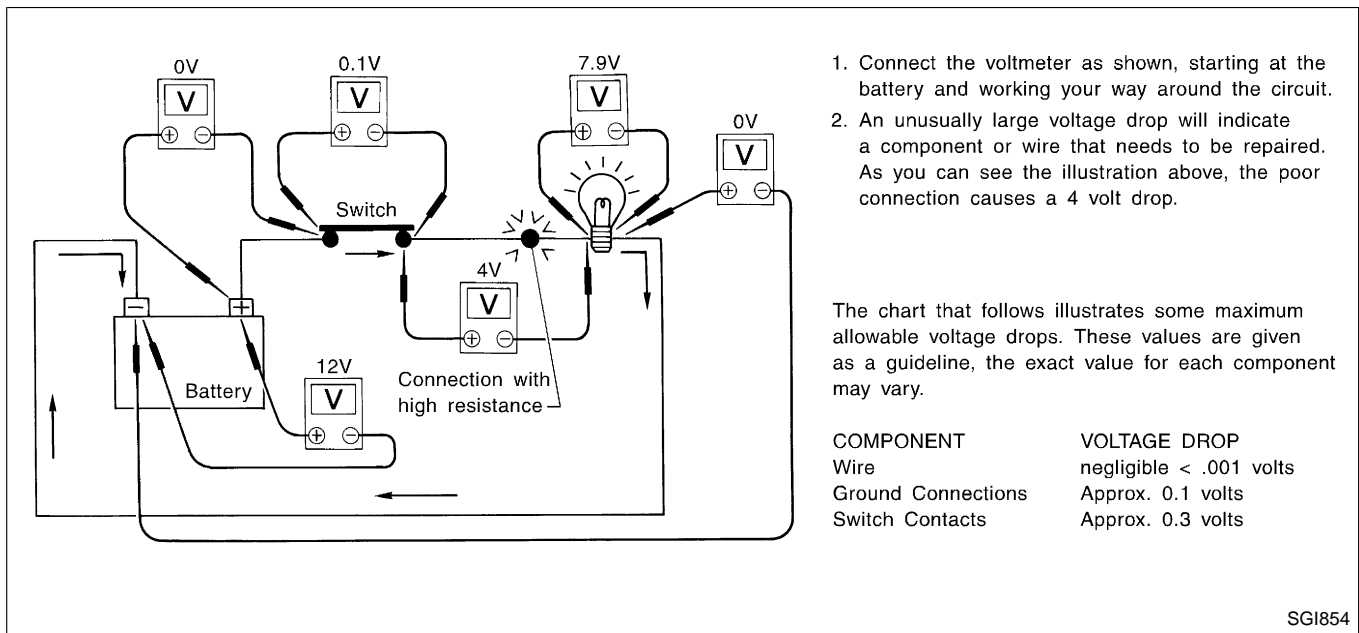 0V
0.1V
7.9V
0V
V
V
V
V
+ −
+ −
+ −
+ −
Switch
4V
V
+ −
− +
Battery
12V
V
+ −
Connection with
high resistance
1. Connect the voltmeter as shown, starting at the
battery and working your way around the circuit.
2. An unusually large voltage drop will indicate
a component or wire that needs to be repaired.
As you can see the illustration above, the poor
connection causes a 4 volt drop.
The chart that follows illustrates some maximum
allowable voltage drops. These values are given
as a guideline, the exact value for each component
may vary.
COMPONENT VOLTAGE DROP
Wire negligible < .001 volts
Ground Connections Approx. 0.1 volts
Switch Contacts Approx. 0.3 volts
SGI854